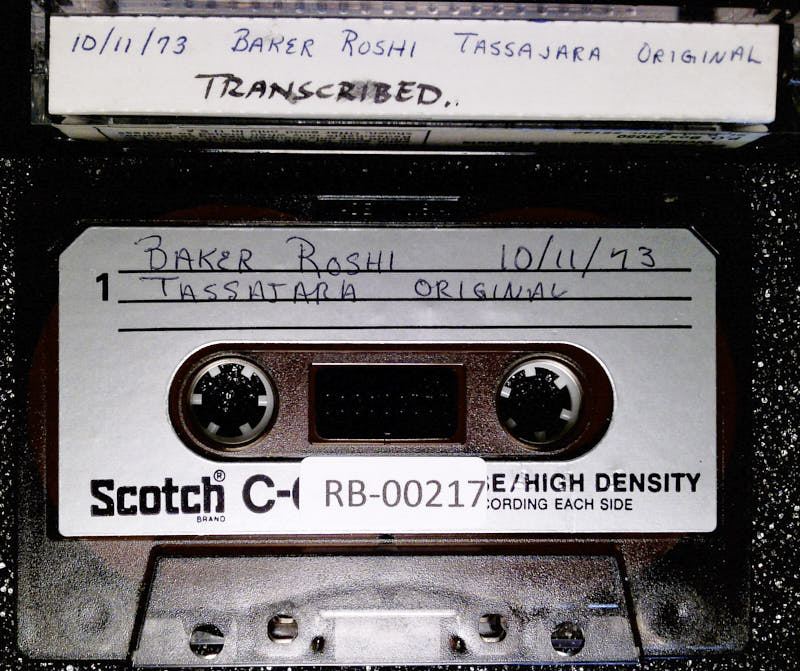 10/11/73 BAKER ROSHI TASSAJARA ORIGINAL
TRANSCRIBED..
BAKER ROSHI 10/11/73
1 TASSAJARA ORIGINAL
Scotch® C- E/HIGH DENSITY
BRAND RB-00217 CORDING EACH SIDE